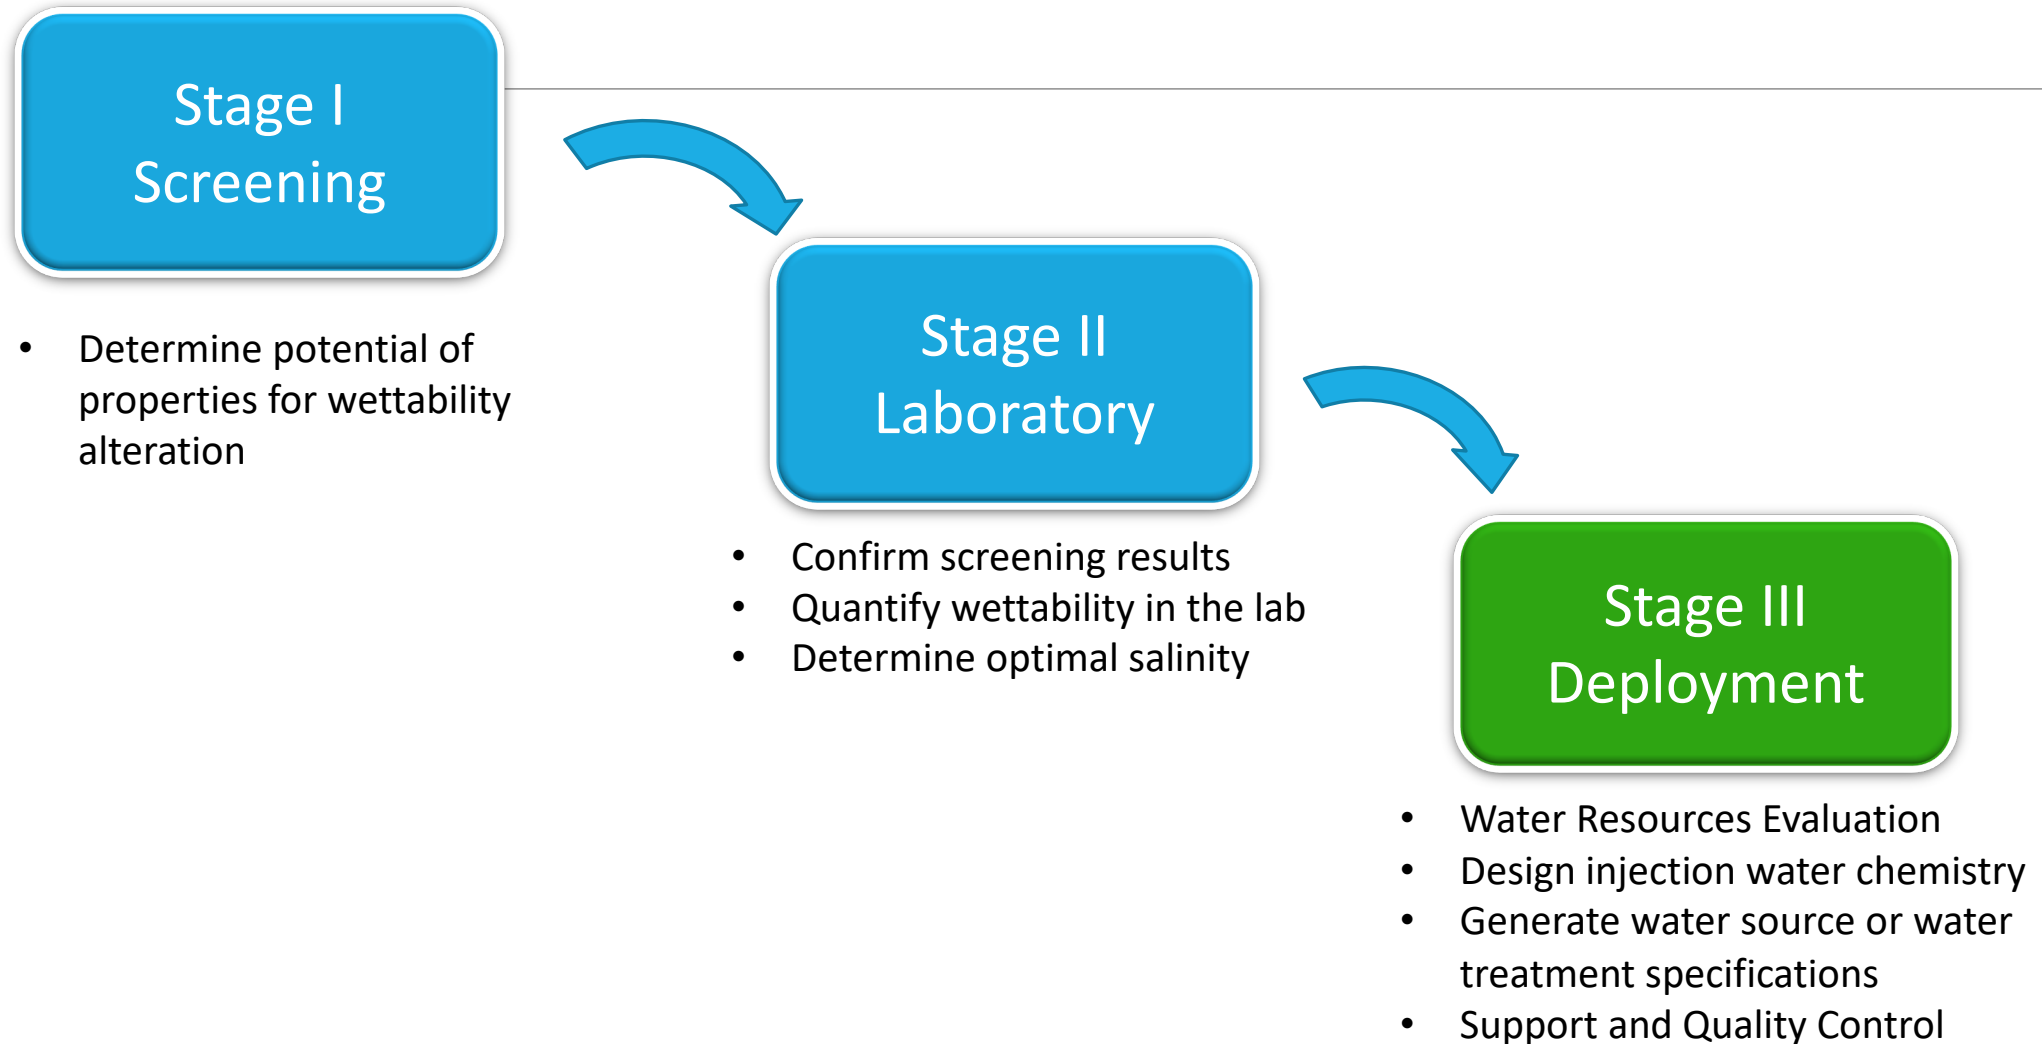 Stage I
Screening
• Determine potential of
properties for wettability
alteration
Stage II
Laboratory
• Confirm screening results
• Quantify wettability in the lab
• Determine optimal salinity
Stage III
Deployment
• Water Resources Evaluation
• Design injection water chemistry
• Generate water source or water
treatment specifications
• Support and Quality Control